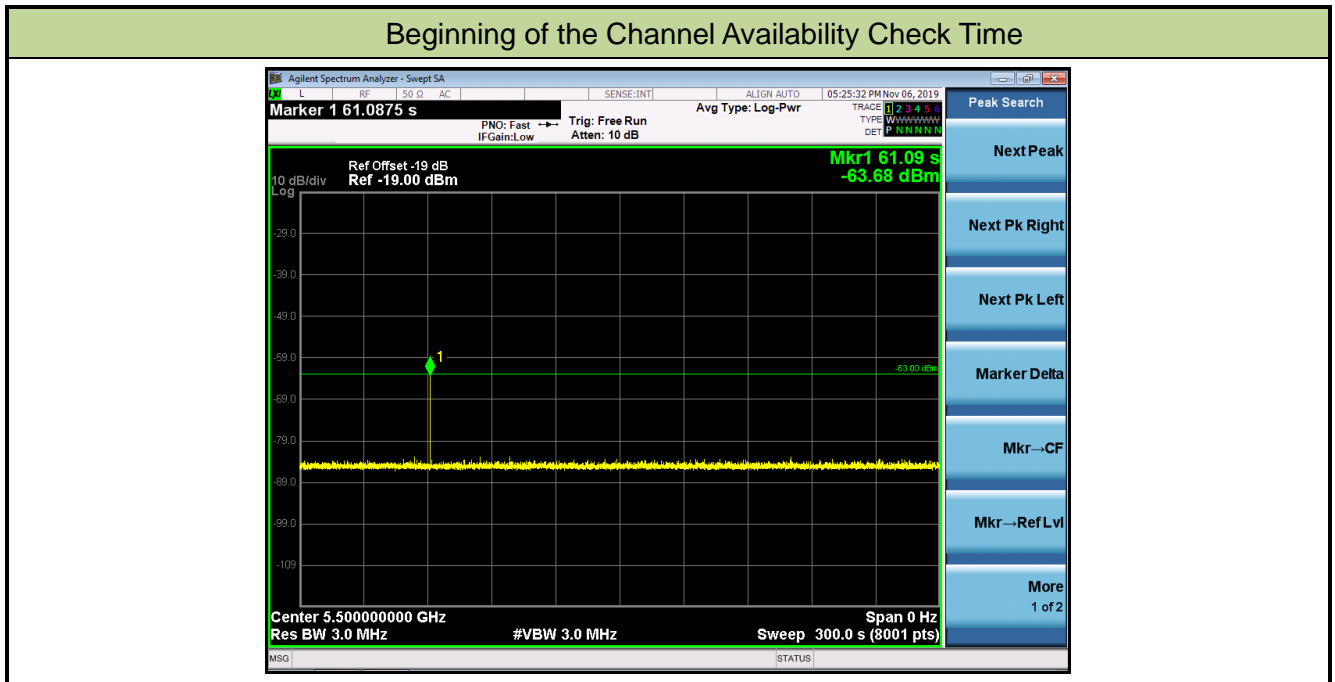 Beginning of the Channel Availability Check Time
Agilent Spectrum Analyzer - Swept SA
LXI L RF 50 Ω AC SENSE:INT ALIGN AUTO 05:25:32 PM Nov 06, 2019
Marker 1 61.0875 s
PNO: Fast
IFGain:Low
Trig: Free Run
Atten: 10 dB
Avg Type: Log-Pwr
TRACE 1 2 3 4 5 6
TYPE WWWWWWW
DET P N N N N N
Peak Search
Next Peak
Next Pk Right
Next Pk Left
Marker Delta
Mkr→CF
Mkr→Ref Lvl
More
1 of 2
Ref Offset -19 dB
10 dB/div Ref -19.00 dBm
Log
Mkr1 61.09 s
-63.68 dBm
-29.0
-39.0
-49.0
-59.0
1
-63.00 dBm
-69.0
-79.0
-89.0
-99.0
-109
Center 5.500000000 GHz Span 0 Hz
Res BW 3.0 MHz #VBW 3.0 MHz Sweep 300.0 s (8001 pts)
MSG STATUS